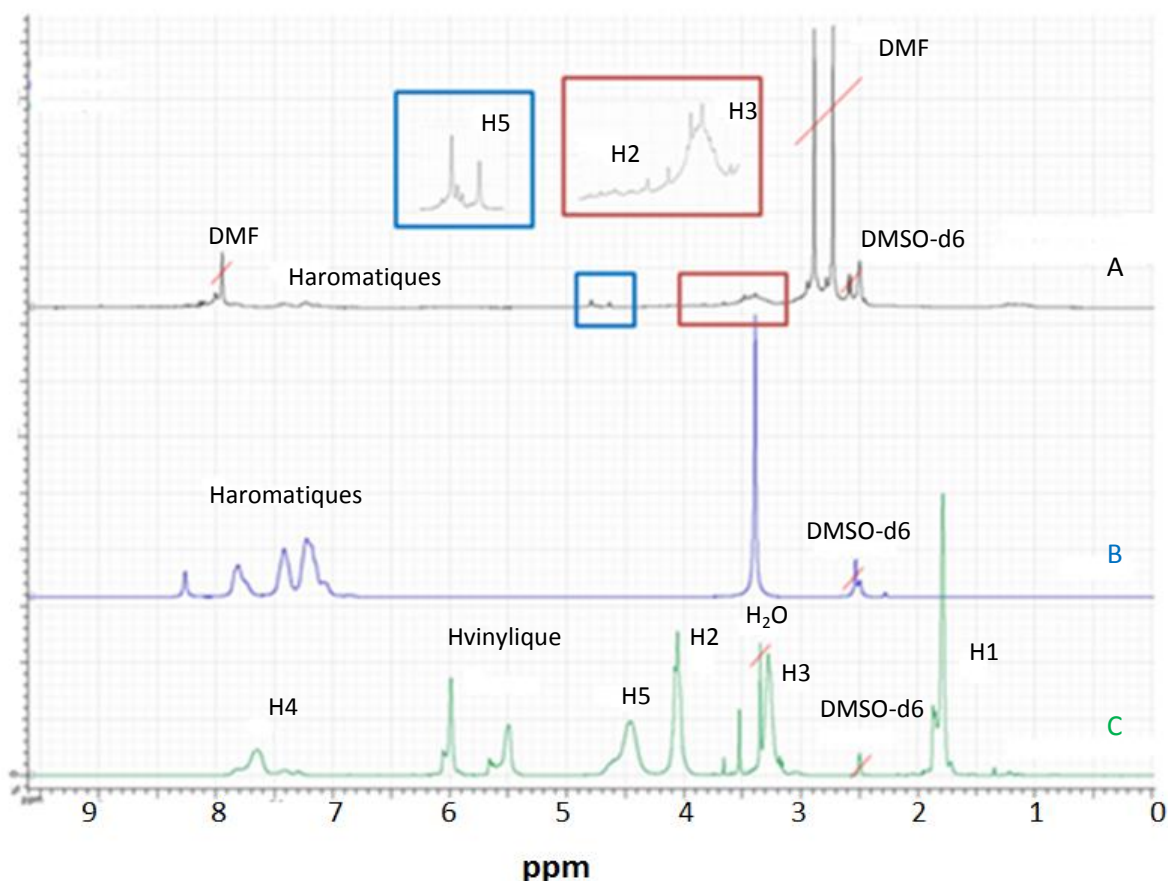 DMF
H5
H3
H2
DMF
DMSO-d6
Haromatiques
A
Haromatiques
DMSO-d6
B
H₂O
Hvinylique
H2
H1
H3
H5
H4
DMSO-d6
C
9 8 7 6 5 4 3 2 1 0
ppm